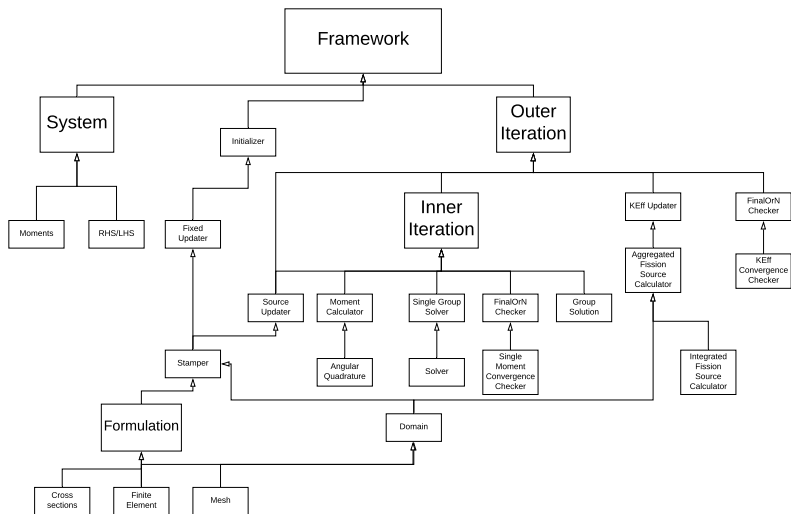 Framework
System
Outer
Iteration
Initializer
Moments
RHS/LHS
Fixed
Updater
Inner
Iteration
KEff Updater
FinalOrN
Checker
Aggregated
Fission
Source
Calculator
KEff
Convergence
Checker
Source
Updater
Moment
Calculator
Single Group
Solver
FinalOrN
Checker
Group
Solution
Stamper
Angular
Quadrature
Solver
Single
Moment
Convergence
Checker
Integrated
Fission
Source
Calculator
Formulation
Domain
Cross
sections
Finite
Element
Mesh